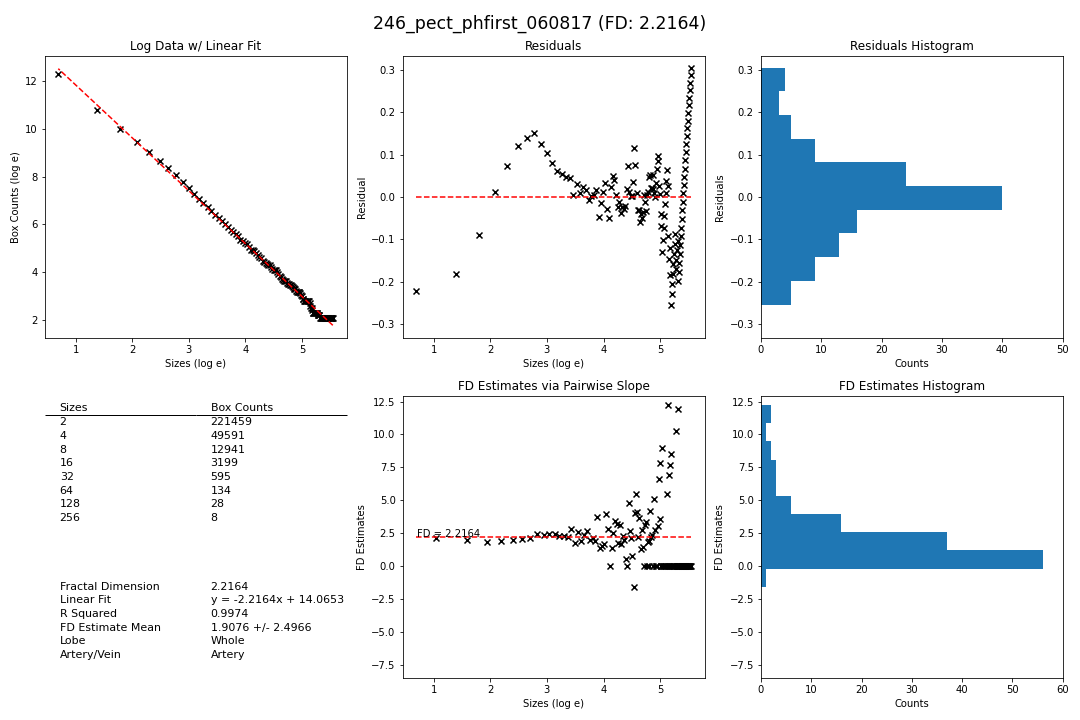 246_pect_phfirst_060817 (FD: 2.2164)
Log Data w/ Linear Fit
Box Counts (log e)
12
10
8
6
4
2
1 2 3 4 5
Sizes (log e)
Residuals
Residual
0.3
0.2
0.1
0.0
−0.1
−0.2
−0.3
1 2 3 4 5
Sizes (log e)
Residuals Histogram
Residuals
0.3
0.2
0.1
0.0
−0.1
−0.2
−0.3
0 10 20 30 40 50
Counts
Sizes Box Counts
2 221459
4 49591
8 12941
16 3199
32 595
64 134
128 28
256 8
Fractal Dimension 2.2164
Linear Fit y = -2.2164x + 14.0653
R Squared 0.9974
FD Estimate Mean 1.9076 +/- 2.4966
Lobe Whole
Artery/Vein Artery
FD Estimates via Pairwise Slope
FD Estimates
12.5
10.0
7.5
5.0
2.5
0.0
−2.5
−5.0
−7.5
FD = 2.2164
1 2 3 4 5
Sizes (log e)
FD Estimates Histogram
FD Estimates
12.5
10.0
7.5
5.0
2.5
0.0
−2.5
−5.0
−7.5
0 10 20 30 40 50 60
Counts